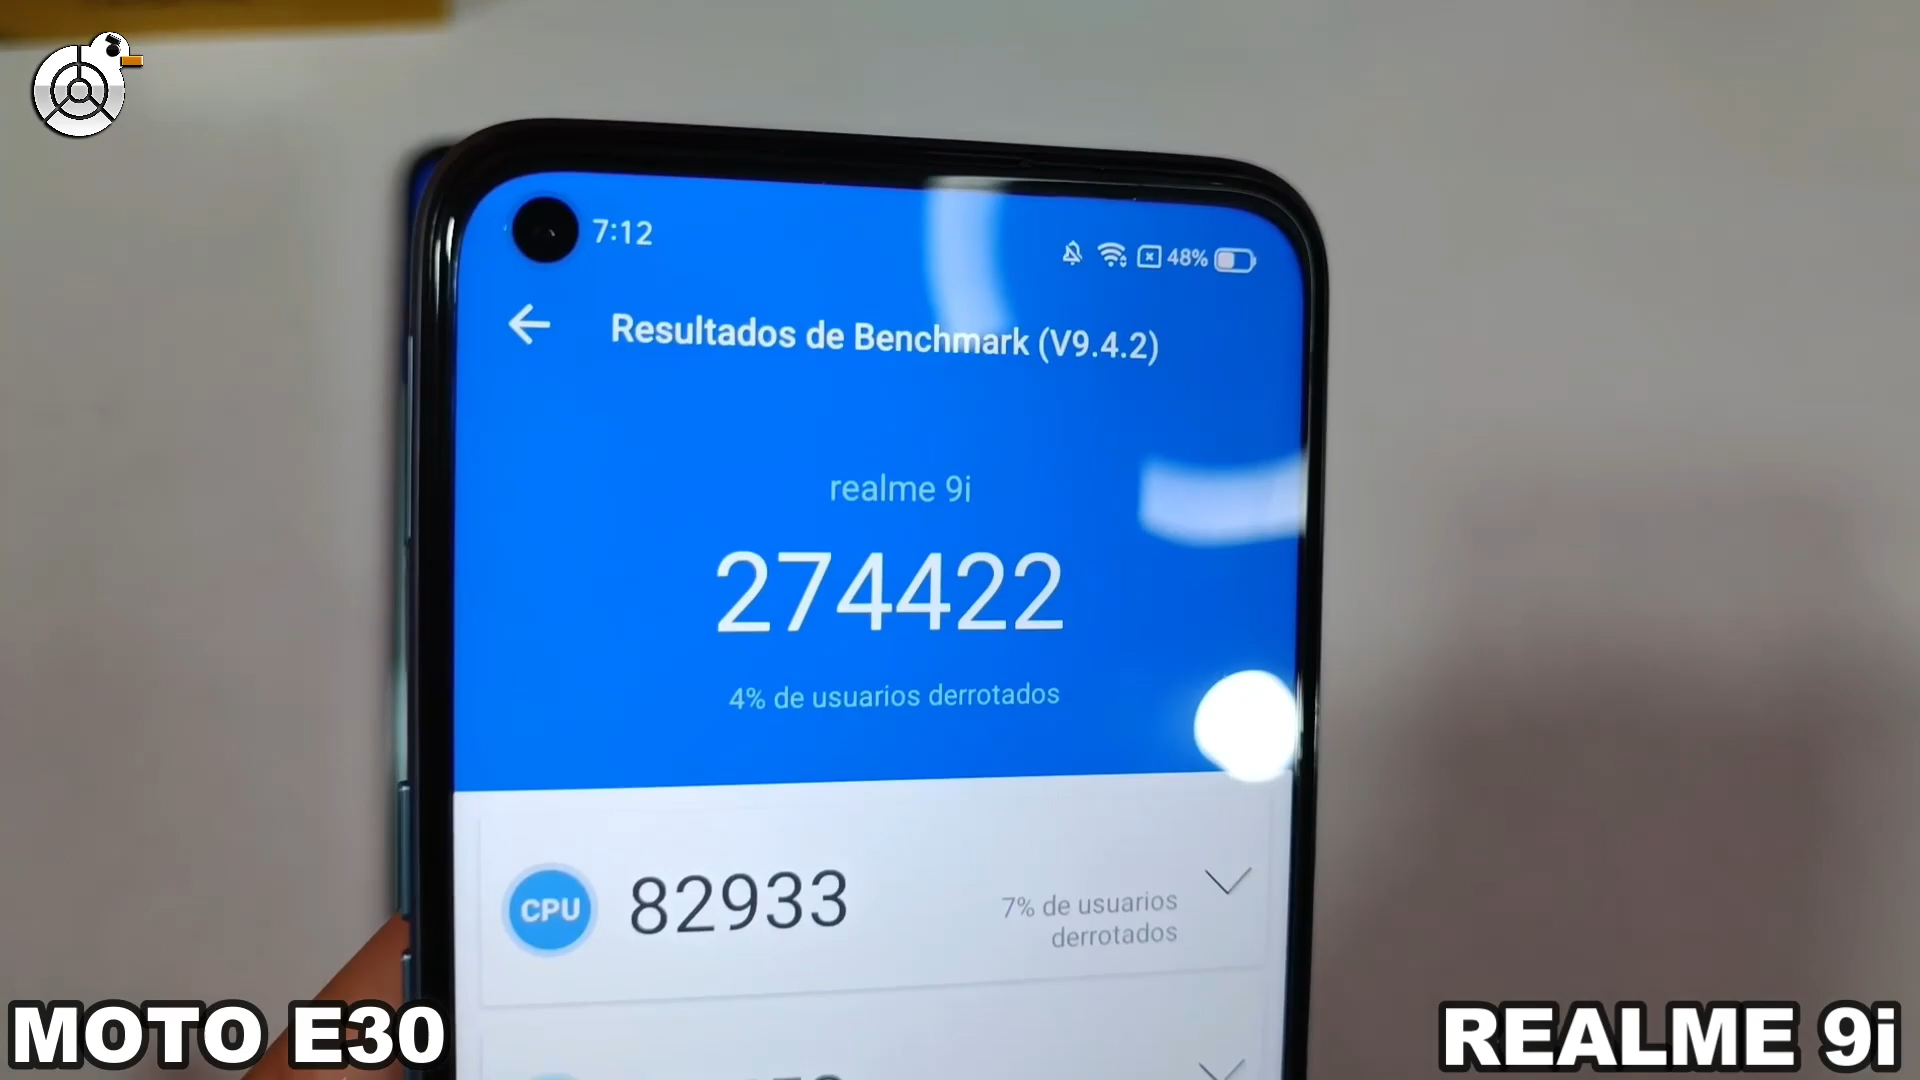 7:12
48%
Resultados de Benchmark (V9.4.2)
realme 9i
274422
4% de usuarios derrotados
CPU
82933
7% de usuarios
derrotados
MOTO E30
REALME 9i